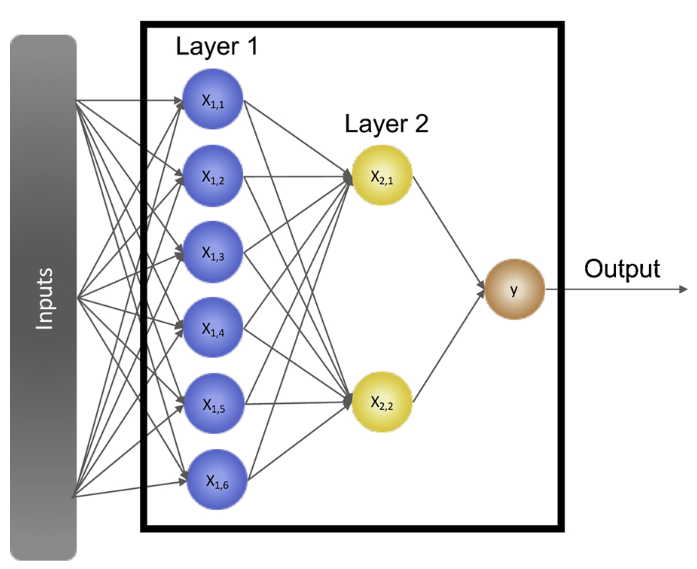 Layer 1
Layer 2
X1,1
X1,2
X1,3
X1,4
X1,5
X1,6
X2,1
X2,2
y
Inputs
Output